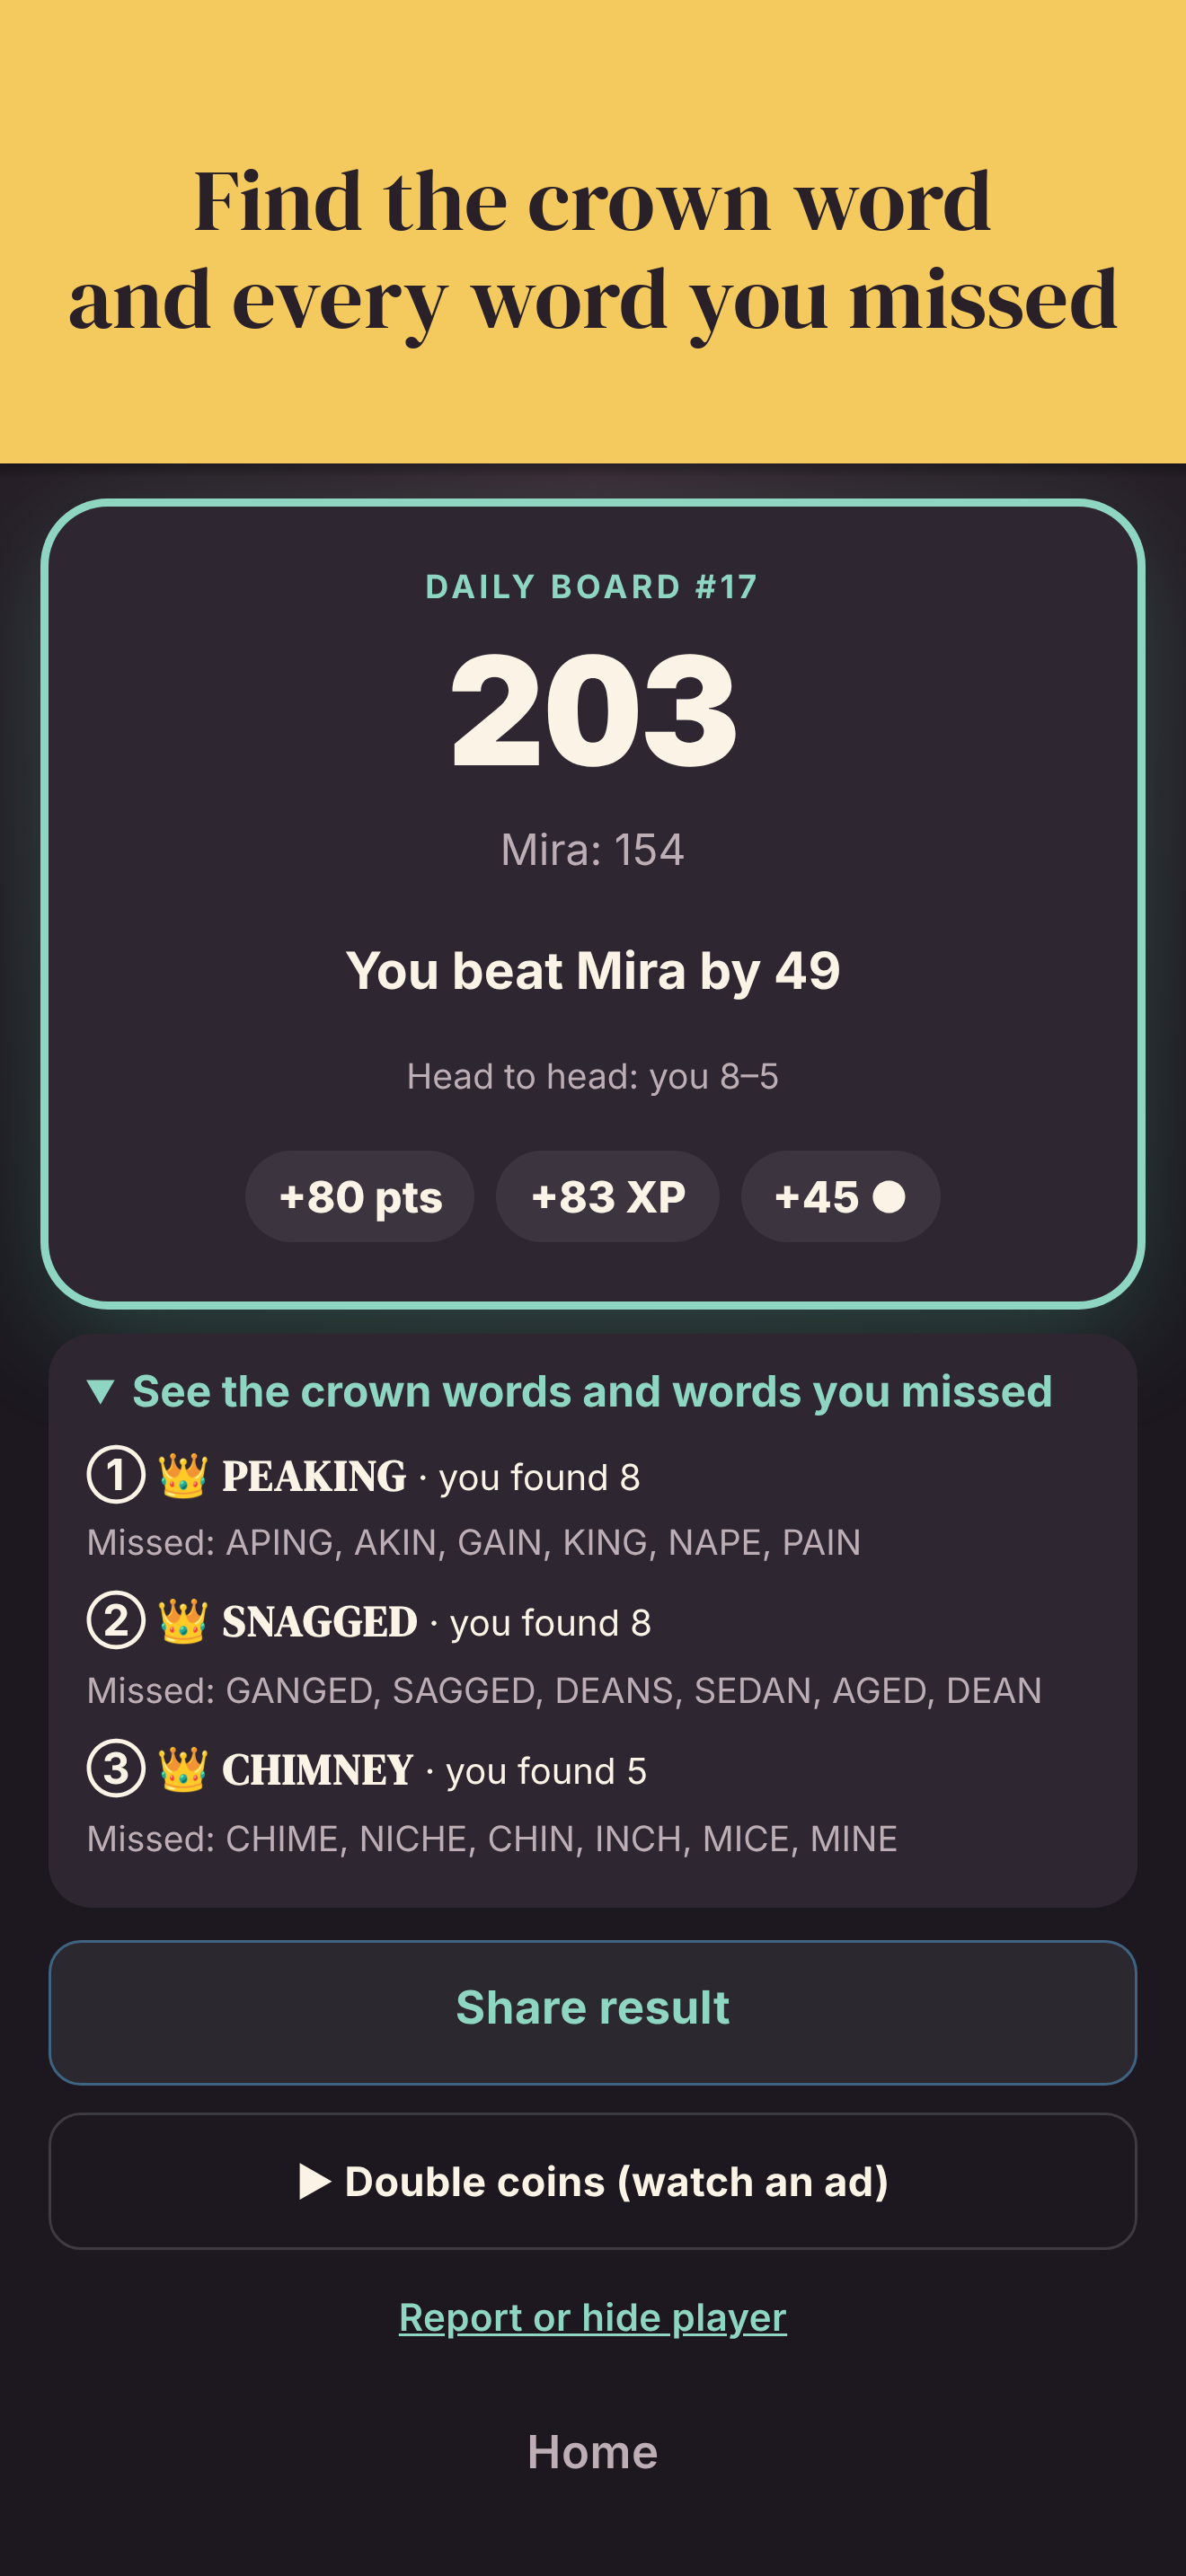 Find the crown word
and every word you missed
DAILY BOARD #17
203
Mira: 154
You beat Mira by 49
Head to head: you 8–5
+80 pts +83 XP +45
▼ See the crown words and words you missed
① 👑 PEAKING · you found 8
Missed: APING, AKIN, GAIN, KING, NAPE, PAIN
② 👑 SNAGGED · you found 8
Missed: GANGED, SAGGED, DEANS, SEDAN, AGED, DEAN
③ 👑 CHIMNEY · you found 5
Missed: CHIME, NICHE, CHIN, INCH, MICE, MINE
Share result
▶ Double coins (watch an ad)
Report or hide player
Home